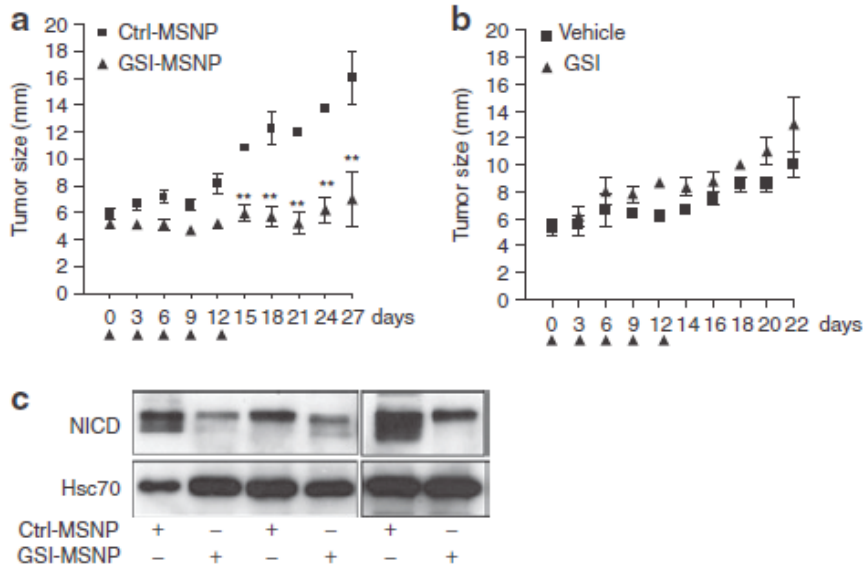 a
Tumor size (mm)
20
18
16
14
12
10
8
6
4
2
0
Ctrl-MSNP
GSI-MSNP
** ** ** ** **
0 3 6 9 12 15 18 21 24 27 days
b
Tumor size (mm)
20
18
16
14
12
10
8
6
4
2
0
Vehicle
GSI
0 3 6 9 12 14 16 18 20 22 days
c
NICD
Hsc70
Ctrl-MSNP + – + – + –
GSI-MSNP – + – + – +